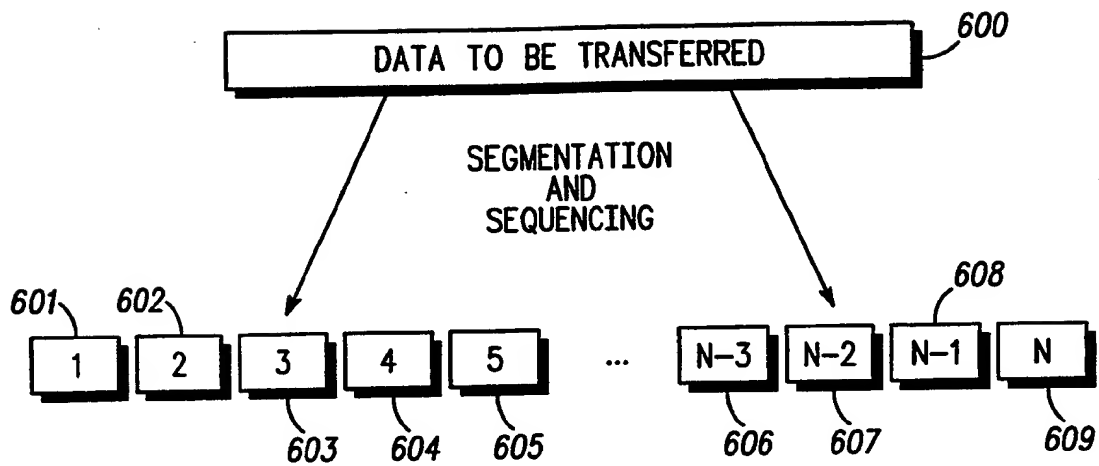 600
DATA TO BE TRANSFERRED
SEGMENTATION
AND
SEQUENCING
601 602 608
1 2 3 4 5 ... N-3 N-2 N-1 N
603 604 605 606 607 609